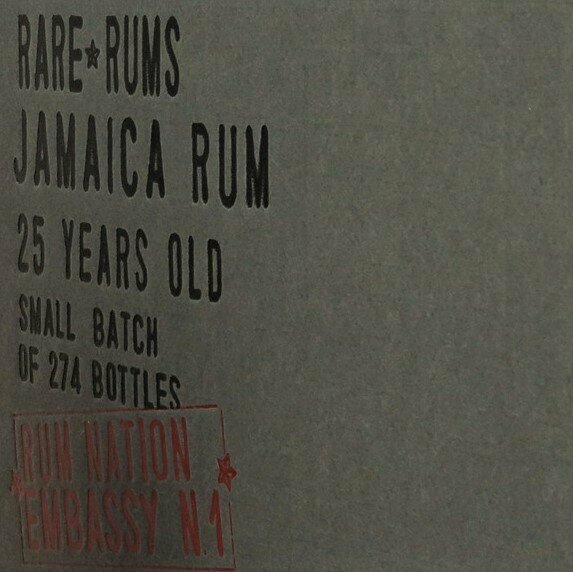 RARE★RUMS
JAMAICA RUM
25 YEARS OLD
SMALL BATCH
OF 274 BOTTLES
RUM NATION
EMBASSY N.1